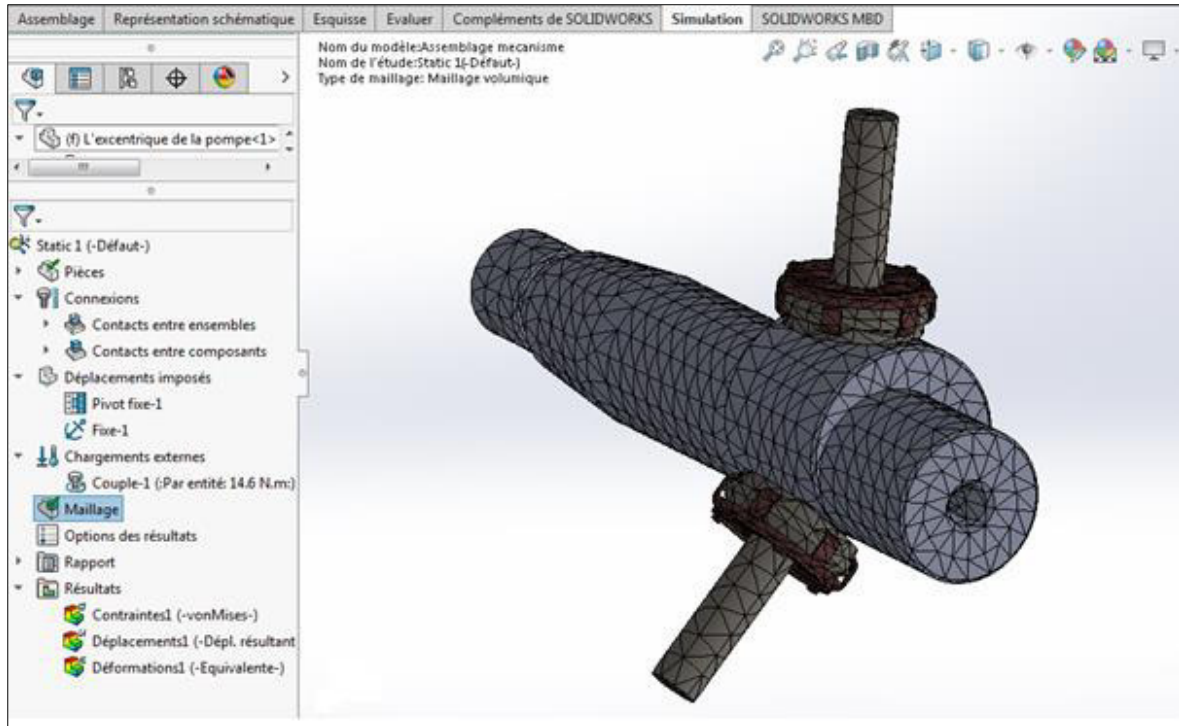 Assemblage Représentation schématique Esquisse Evaluer Compléments de SOLIDWORKS Simulation SOLIDWORKS MBD
Nom du modèle:Assemblage mecanisme
Nom de l'étude:Static 1(-Défaut-)
Type de maillage: Maillage volumique
(f) L'excentrique de la pompe<1>
Static 1 (-Défaut-)
Pièces
Connexions
Contacts entre ensembles
Contacts entre composants
Déplacements imposés
Pivot fixe-1
Fixe-1
Chargements externes
Couple-1 (:Par entité: 14.6 N.m:)
Maillage
Options des résultats
Rapport
Résultats
Contraintes1 (-vonMises-)
Déplacements1 (-Dépl. résultant
Déformations1 (-Equivalente-)